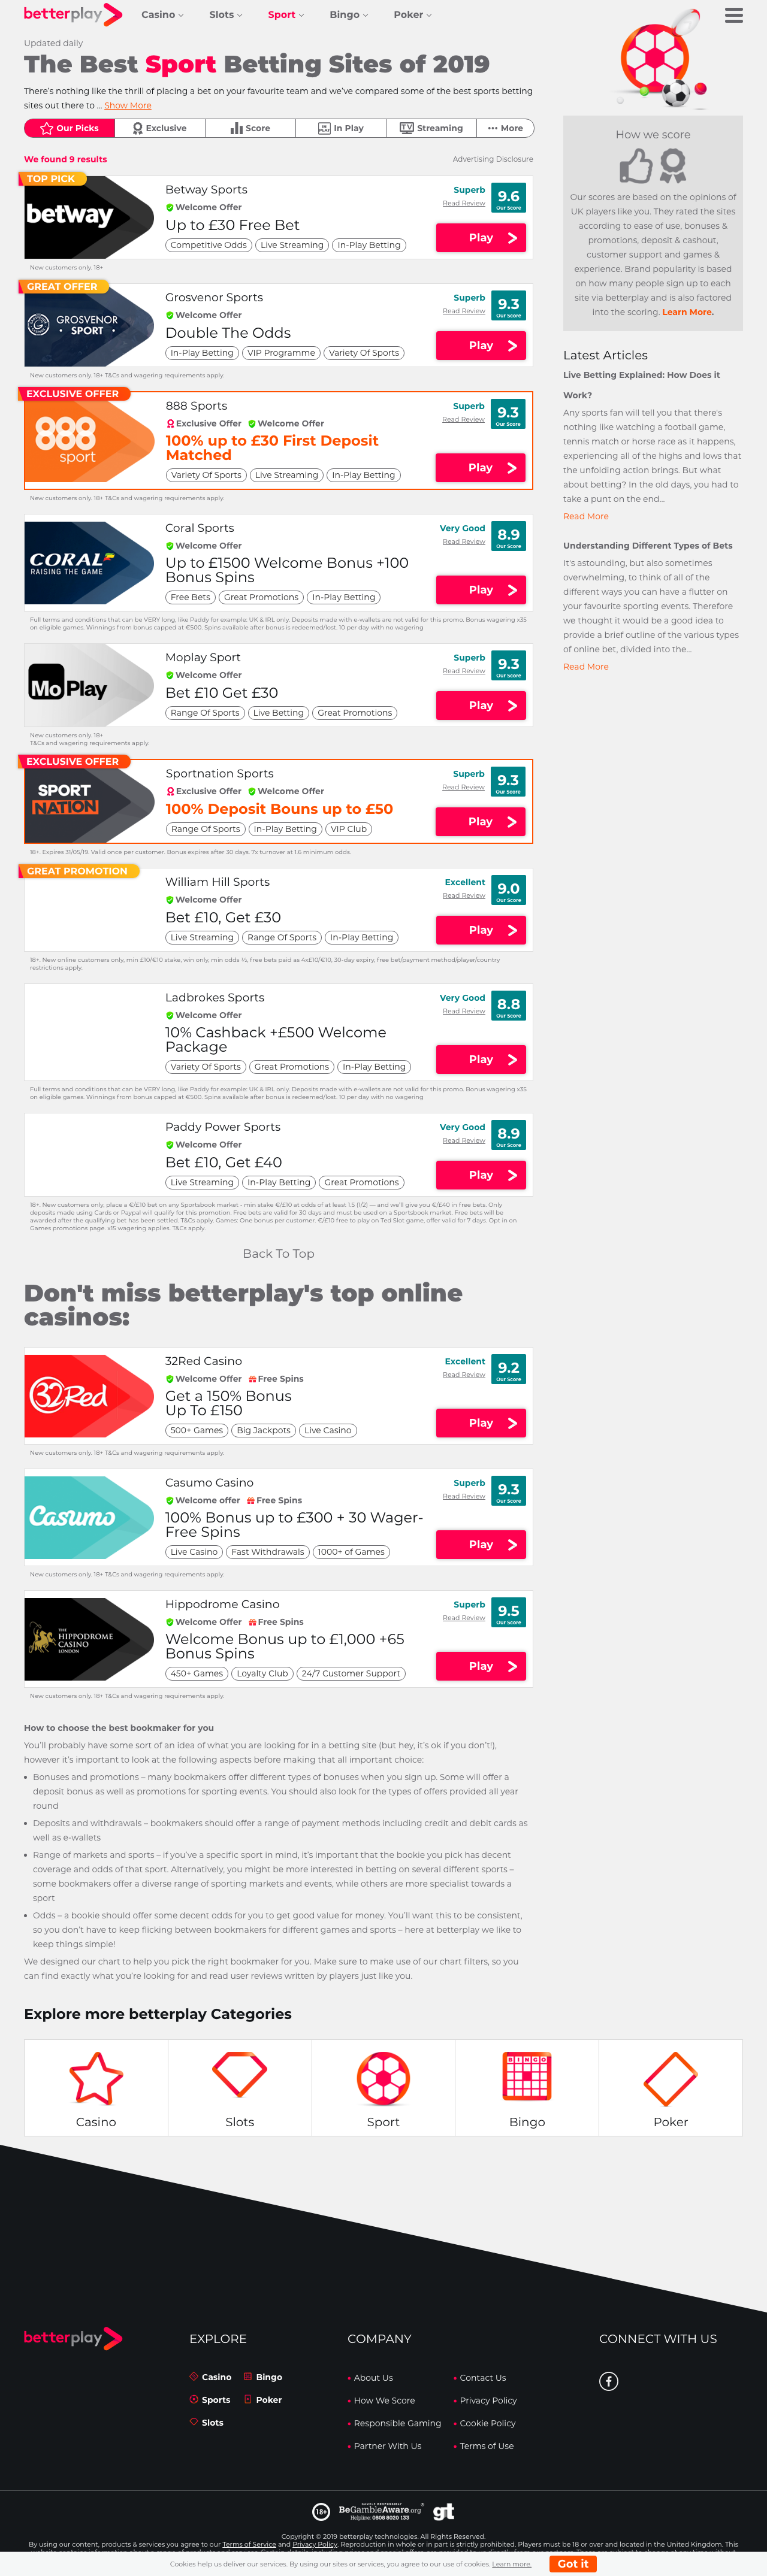 betterplay
Casino
Slots
Sport
Bingo
Poker
Updated daily
The Best Sport Betting Sites of 2019
There's nothing like the thrill of placing a bet on your favourite team and we've compared some of the best sports betting
sites out there to ... Show More
Our Picks
Exclusive
Score
In Play
Streaming
More
We found 9 results
Advertising Disclosure
TOP PICK
betway
Betway Sports
Welcome Offer
Up to £30 Free Bet
Competitive Odds
Live Streaming
In-Play Betting
Superb
Read Review
9.6
Our Score
Play
New customers only. 18+
GREAT OFFER
GROSVENOR
SPORT
Grosvenor Sports
Welcome Offer
Double The Odds
In-Play Betting
VIP Programme
Variety Of Sports
Superb
Read Review
9.3
Our Score
Play
New customers only. 18+ T&Cs and wagering requirements apply.
EXCLUSIVE OFFER
888
sport
888 Sports
Exclusive Offer
Welcome Offer
100% up to £30 First Deposit
Matched
Variety Of Sports
Live Streaming
In-Play Betting
Superb
Read Review
9.3
Our Score
Play
New customers only. 18+ T&Cs and wagering requirements apply.
CORAL
RAISING THE GAME
Coral Sports
Welcome Offer
Up to £1500 Welcome Bonus +100
Bonus Spins
Free Bets
Great Promotions
In-Play Betting
Very Good
Read Review
8.9
Our Score
Play
Full terms and conditions that can be VERY long, like Paddy for example: UK & IRL only. Deposits made with e-wallets are not valid for this promo. Bonus wagering x35
on eligible games. Winnings from bonus capped at €500. Spins available after bonus is redeemed/lost. 10 per day with no wagering
MoPlay
Moplay Sport
Welcome Offer
Bet £10 Get £30
Range Of Sports
Live Betting
Great Promotions
Superb
Read Review
9.3
Our Score
Play
New customers only. 18+
T&Cs and wagering requirements apply.
EXCLUSIVE OFFER
SPORT
NATION
Sportnation Sports
Exclusive Offer
Welcome Offer
100% Deposit Bouns up to £50
Range Of Sports
In-Play Betting
VIP Club
Superb
Read Review
9.3
Our Score
Play
18+. Expires 31/05/19. Valid once per customer. Bonus expires after 30 days. 7x turnover at 1.6 minimum odds.
GREAT PROMOTION
William Hill Sports
Welcome Offer
Bet £10, Get £30
Live Streaming
Range Of Sports
In-Play Betting
Excellent
Read Review
9.0
Our Score
Play
18+. New online customers only, min £10/€10 stake, win only, min odds ½, free bets paid as 4x£10/€10, 30-day expiry, free bet/payment method/player/country
restrictions apply.
Ladbrokes Sports
Welcome Offer
10% Cashback +£500 Welcome
Package
Variety Of Sports
Great Promotions
In-Play Betting
Very Good
Read Review
8.8
Our Score
Play
Full terms and conditions that can be VERY long, like Paddy for example: UK & IRL only. Deposits made with e-wallets are not valid for this promo. Bonus wagering x35
on eligible games. Winnings from bonus capped at €500. Spins available after bonus is redeemed/lost. 10 per day with no wagering
Paddy Power Sports
Welcome Offer
Bet £10, Get £40
Live Streaming
In-Play Betting
Great Promotions
Very Good
Read Review
8.9
Our Score
Play
18+. New customers only, place a €/£10 bet on any Sportsbook market - min stake €/£10 at odds of at least 1.5 (1/2) — and we'll give you €/£40 in free bets. Only
deposits made using Cards or Paypal will qualify for this promotion. Free bets are valid for 30 days and must be used on a Sportsbook market. Free bets will be
awarded after the qualifying bet has been settled. T&Cs apply. Games: One bonus per customer. €/£10 free to play on Ted Slot game, offer valid for 7 days. Opt in on
Games promotions page. x15 wagering applies. T&Cs apply.
Back To Top
How we score
Our scores are based on the opinions of
UK players like you. They rated the sites
according to ease of use, bonuses &
promotions, deposit & cashout,
customer support and games &
experience. Brand popularity is based
on how many people sign up to each
site via betterplay and is also factored
into the scoring. Learn More.
Latest Articles
Live Betting Explained: How Does it
Work?
Any sports fan will tell you that there's
nothing like watching a football game,
tennis match or horse race as it happens,
experiencing all of the highs and lows that
the unfolding action brings. But what
about betting? In the old days, you had to
take a punt on the end...
Read More
Understanding Different Types of Bets
It's astounding, but also sometimes
overwhelming, to think of all of the
different ways you can have a flutter on
your favourite sporting events. Therefore
we thought it would be a good idea to
provide a brief outline of the various types
of online bet, divided into the...
Read More
Don't miss betterplay's top online
casinos:
32Red
32Red Casino
Welcome Offer
Free Spins
Get a 150% Bonus
Up To £150
500+ Games
Big Jackpots
Live Casino
Excellent
Read Review
9.2
Our Score
Play
New customers only. 18+ T&Cs and wagering requirements apply.
Casumo
Casumo Casino
Welcome offer
Free Spins
100% Bonus up to £300 + 30 Wager-
Free Spins
Live Casino
Fast Withdrawals
1000+ of Games
Superb
Read Review
9.3
Our Score
Play
New customers only. 18+ T&Cs and wagering requirements apply.
THE
HIPPODROME
CASINO
LONDON
Hippodrome Casino
Welcome Offer
Free Spins
Welcome Bonus up to £1,000 +65
Bonus Spins
450+ Games
Loyalty Club
24/7 Customer Support
Superb
Read Review
9.5
Our Score
Play
New customers only. 18+ T&Cs and wagering requirements apply.
How to choose the best bookmaker for you
You'll probably have some sort of an idea of what you are looking for in a betting site (but hey, it's ok if you don't!),
however it's important to look at the following aspects before making that all important choice:
• Bonuses and promotions – many bookmakers offer different types of bonuses when you sign up. Some will offer a
deposit bonus as well as promotions for sporting events. You should also look for the types of offers provided all year
round
• Deposits and withdrawals – bookmakers should offer a range of payment methods including credit and debit cards as
well as e-wallets
• Range of markets and sports – if you've a specific sport in mind, it's important that the bookie you pick has decent
coverage and odds of that sport. Alternatively, you might be more interested in betting on several different sports –
some bookmakers offer a diverse range of sporting markets and events, while others are more specialist towards a
sport
• Odds – a bookie should offer some decent odds for you to get good value for money. You'll want this to be consistent,
so you don't have to keep flicking between bookmakers for different games and sports – here at betterplay we like to
keep things simple!
We designed our chart to help you pick the right bookmaker for you. Make sure to make use of our chart filters, so you
can find exactly what you're looking for and read user reviews written by players just like you.
Explore more betterplay Categories
Casino
Slots
Sport
BINGO
Bingo
Poker
betterplay
EXPLORE
Casino
Bingo
Sports
Poker
Slots
COMPANY
About Us
Contact Us
How We Score
Privacy Policy
Responsible Gaming
Cookie Policy
Partner With Us
Terms of Use
CONNECT WITH US
18+
GAMBLE RESPONSIBLY
BeGambleAware.org®
Helpline: 0808 8020 133
gt
Copyright © 2019 betterplay technologies. All Rights Reserved.
By using our content, products & services you agree to our Terms of Service and Privacy Policy. Reproduction in whole or in part is strictly prohibited. Players must be 18 or over and located in the United Kingdom. This
Cookies help us deliver our services. By using our sites or services, you agree to our use of cookies. Learn more.
Got it